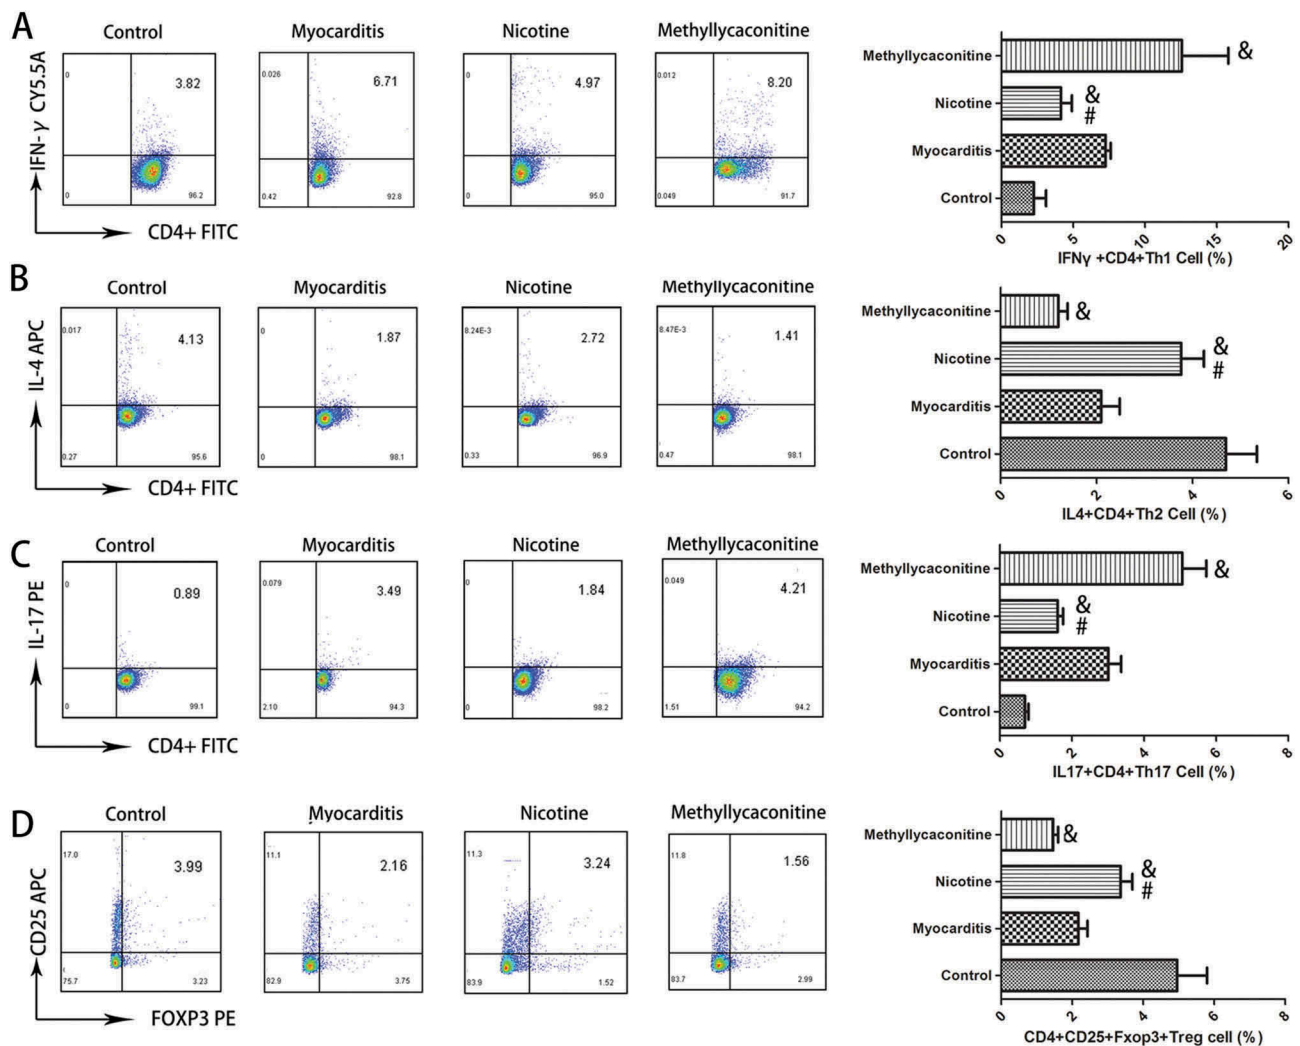 A
Control
Myocarditis
Nicotine
Methyllycaconitine
IFN-γ CY5.5A
0
3.82
0
96.2
0.026
6.71
0.42
92.8
0
4.97
0
95.0
0.012
8.20
0.049
91.7
CD4+ FITC
Methyllycaconitine
&
Nicotine
&
#
Myocarditis
Control
0
5
10
15
20
IFNγ +CD4+Th1 Cell (%)
B
Control
Myocarditis
Nicotine
Methyllycaconitine
IL-4 APC
0.017
4.13
0.27
95.6
0
1.87
0
98.1
8.24E-3
2.72
0.33
96.9
8.47E-3
1.41
0.47
98.1
CD4+ FITC
Methyllycaconitine
&
Nicotine
&
#
Myocarditis
Control
0
2
4
6
IL4+CD4+Th2 Cell (%)
C
Control
Myocarditis
Nicotine
Methyllycaconitine
IL-17 PE
0
0.89
0
99.1
0.079
3.49
2.10
94.3
0
1.84
0
98.2
0.049
4.21
1.51
94.2
CD4+ FITC
Methyllycaconitine
&
Nicotine
&
#
Myocarditis
Control
0
2
4
6
8
IL17+CD4+Th17 Cell (%)
D
Control
Myocarditis
Nicotine
Methyllycaconitine
CD25 APC
17.0
3.99
75.7
3.23
11.1
2.16
82.9
3.75
11.3
3.24
83.9
1.52
11.8
1.56
83.7
2.99
FOXP3 PE
Methyllycaconitine
&
Nicotine
&
#
Myocarditis
Control
0
2
4
6
8
CD4+CD25+Fxop3+Treg cell (%)